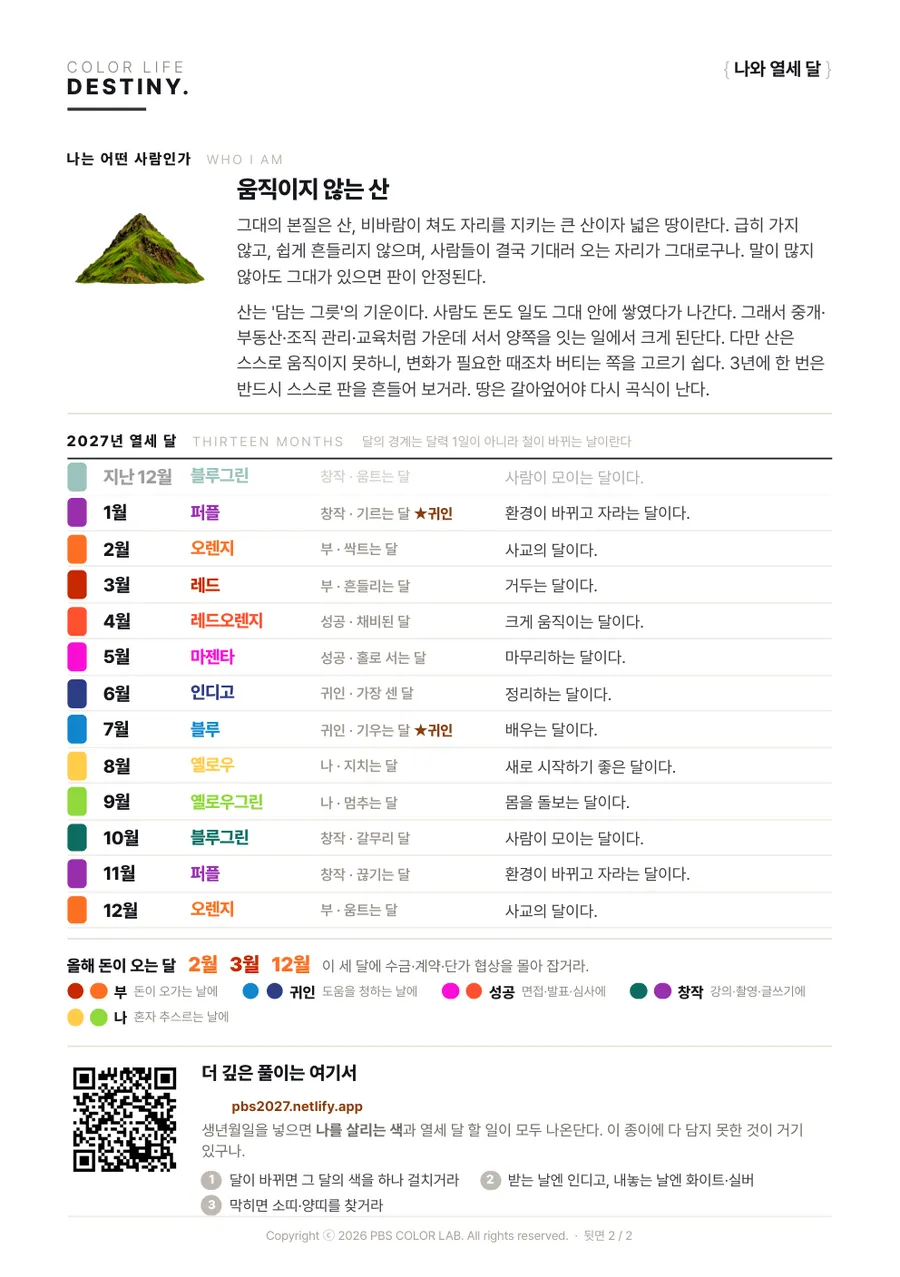 COLOR LIFE
DESTINY.
{ 나와 열세 달 }
나는 어떤 사람인가 WHO I AM
움직이지 않는 산
그대의 본질은 산, 비바람이 쳐도 자리를 지키는 큰 산이자 넓은 땅이란다. 급히 가지
않고, 쉽게 흔들리지 않으며, 사람들이 결국 기대러 오는 자리가 그대로구나. 말이 많지
않아도 그대가 있으면 판이 안정된다.
산는 '담는 그릇'의 기운이다. 사람도 돈도 일도 그대 안에 쌓였다가 나간다. 그래서 중개·
부동산·조직 관리·교육처럼 가운데 서서 양쪽을 잇는 일에서 크게 된단다. 다만 산은
스스로 움직이지 못하니, 변화가 필요한 때조차 버티는 쪽을 고르기 쉽다. 3년에 한 번은
반드시 스스로 판을 흔들어 보거라. 땅은 갈아엎어야 다시 곡식이 난다.
2027년 열세 달 THIRTEEN MONTHS 달의 경계는 달력 1일이 아니라 철이 바뀌는 날이란다
지난 12월 블루그린 창작 · 움트는 달 사람이 모이는 달이다.
1월 퍼플 창작 · 기르는 달 ★귀인 환경이 바뀌고 자라는 달이다.
2월 오렌지 부 · 싹트는 달 사교의 달이다.
3월 레드 부 · 흔들리는 달 거두는 달이다.
4월 레드오렌지 성공 · 채비된 달 크게 움직이는 달이다.
5월 마젠타 성공 · 홀로 서는 달 마무리하는 달이다.
6월 인디고 귀인 · 가장 센 달 정리하는 달이다.
7월 블루 귀인 · 기우는 달 ★귀인 배우는 달이다.
8월 옐로우 나 · 지치는 달 새로 시작하기 좋은 달이다.
9월 옐로우그린 나 · 멈추는 달 몸을 돌보는 달이다.
10월 블루그린 창작 · 갈무리 달 사람이 모이는 달이다.
11월 퍼플 창작 · 끊기는 달 환경이 바뀌고 자라는 달이다.
12월 오렌지 부 · 움트는 달 사교의 달이다.
올해 돈이 오는 달 2월 3월 12월 이 세 달에 수금·계약·단가 협상을 몰아 잡거라.
부 돈이 오가는 날에 귀인 도움을 청하는 날에 성공 면접·발표·심사에 창작 강의·촬영·글쓰기에
나 혼자 추스르는 날에
더 깊은 풀이는 여기서
pbs2027.netlify.app
생년월일을 넣으면 나를 살리는 색과 열세 달 할 일이 모두 나온단다. 이 종이에 다 담지 못한 것이 거기
있구나.
1 달이 바뀌면 그 달의 색을 하나 걸치거라 2 받는 날엔 인디고, 내놓는 날엔 화이트·실버
3 막히면 소띠·양띠를 찾거라
Copyright ⓒ 2026 PBS COLOR LAB. All rights reserved. · 뒷면 2 / 2